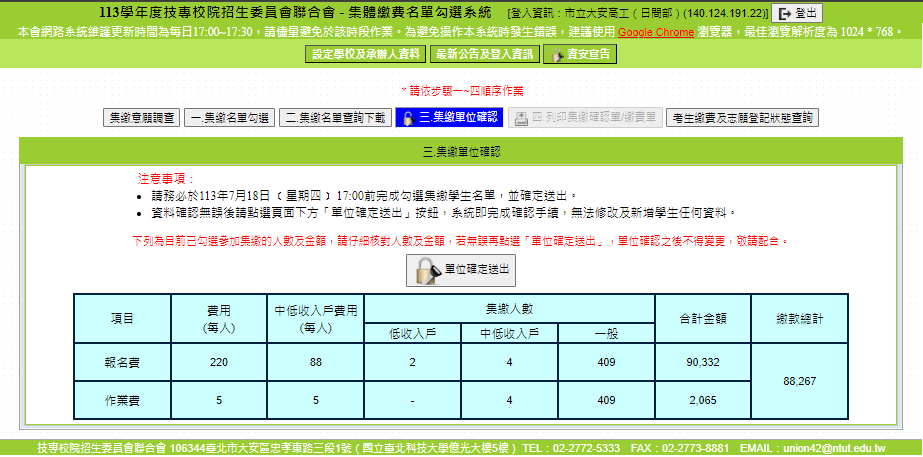 113學年度技專校院招生委員會聯合會 - 集體繳費名單勾選系統 [登入資訊：市立大安高工（日間部）(140.124.191.22)] 登出
本會網路系統維護更新時間為每日17:00~17:30，請儘量避免於該時段作業。為避免操作本系統時發生錯誤，建議使用 Google Chrome 瀏覽器，最佳瀏覽解析度為 1024 * 768。
設定學校及承辦人資料 最新公告及登入資訊 資安宣告
* 請依步驟一~四順序作業
集繳意願調查 一.集繳名單勾選 二.集繳名單查詢下載 三.集繳單位確認 四.列印集繳確認單/繳費單 考生繳費及志願登記狀態查詢
三.集繳單位確認
注意事項：
• 請務必於113年7月18日（星期四）17:00前完成勾選集繳學生名單，並確定送出。
• 資料確認無誤後請點選頁面下方「單位確定送出」按鈕，系統即完成確認手續，無法修改及新增學生任何資料。
下列為目前已勾選參加集繳的人數及金額，請仔細核對人數及金額，若無誤再點選「單位確定送出」，單位確認之後不得變更，敬請配合。
單位確定送出
項目 費用 (每人) 中低收入戶費用 (每人) 集繳人數 合計金額 繳款總計
低收入戶 中低收入戶 一般
報名費 220 88 2 4 409 90,332 88,267
作業費 5 5 - 4 409 2,065
技專校院招生委員會聯合會 106344臺北市大安區忠孝東路三段1號（國立臺北科技大學億光大樓5樓） TEL：02-2772-5333 FAX：02-2773-8881 EMAIL：union42@ntut.edu.tw